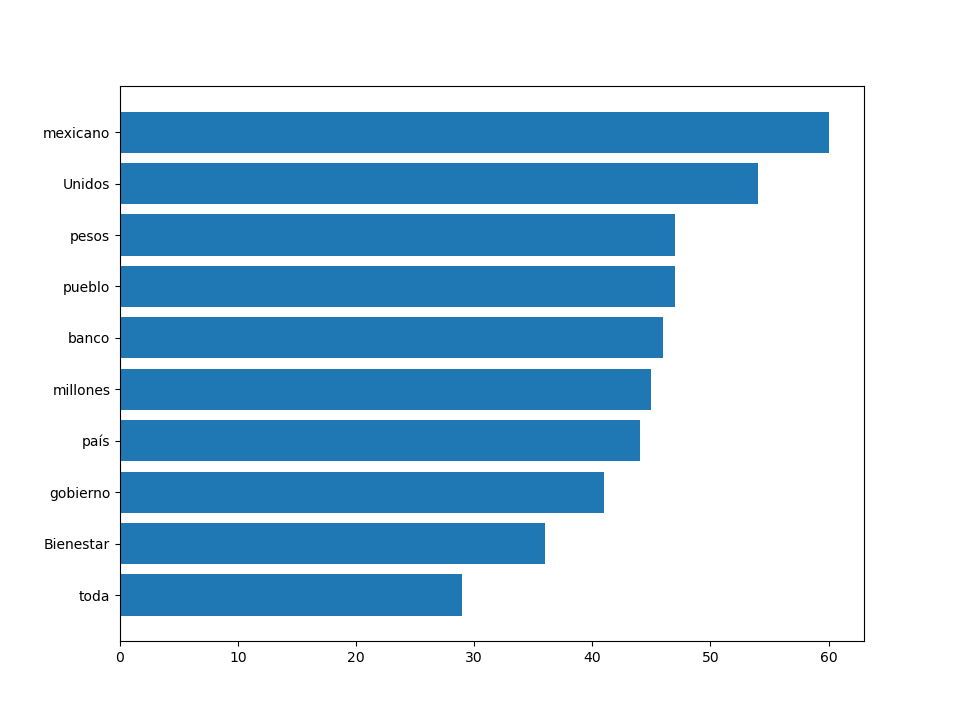 mexicano
Unidos
pesos
pueblo
banco
millones
país
gobierno
Bienestar
toda
0 10 20 30 40 50 60